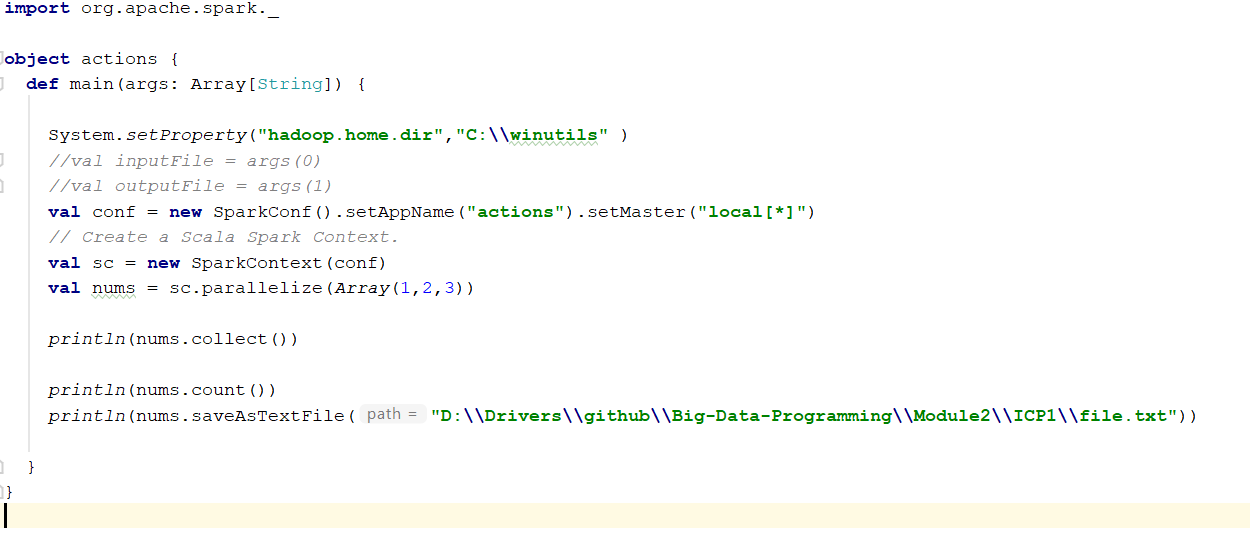 import org.apache.spark._
object actions {
def main(args: Array[String]) {
System.setProperty("hadoop.home.dir","C:\\winutils" )
//val inputFile = args(0)
//val outputFile = args(1)
val conf = new SparkConf().setAppName("actions").setMaster("local[*]")
// Create a Scala Spark Context.
val sc = new SparkContext(conf)
val nums = sc.parallelize(Array(1,2,3))
println(nums.collect())
println(nums.count())
println(nums.saveAsTextFile( path = "D:\\Drivers\\github\\Big-Data-Programming\\Module2\\ICP1\\file.txt"))
}
}